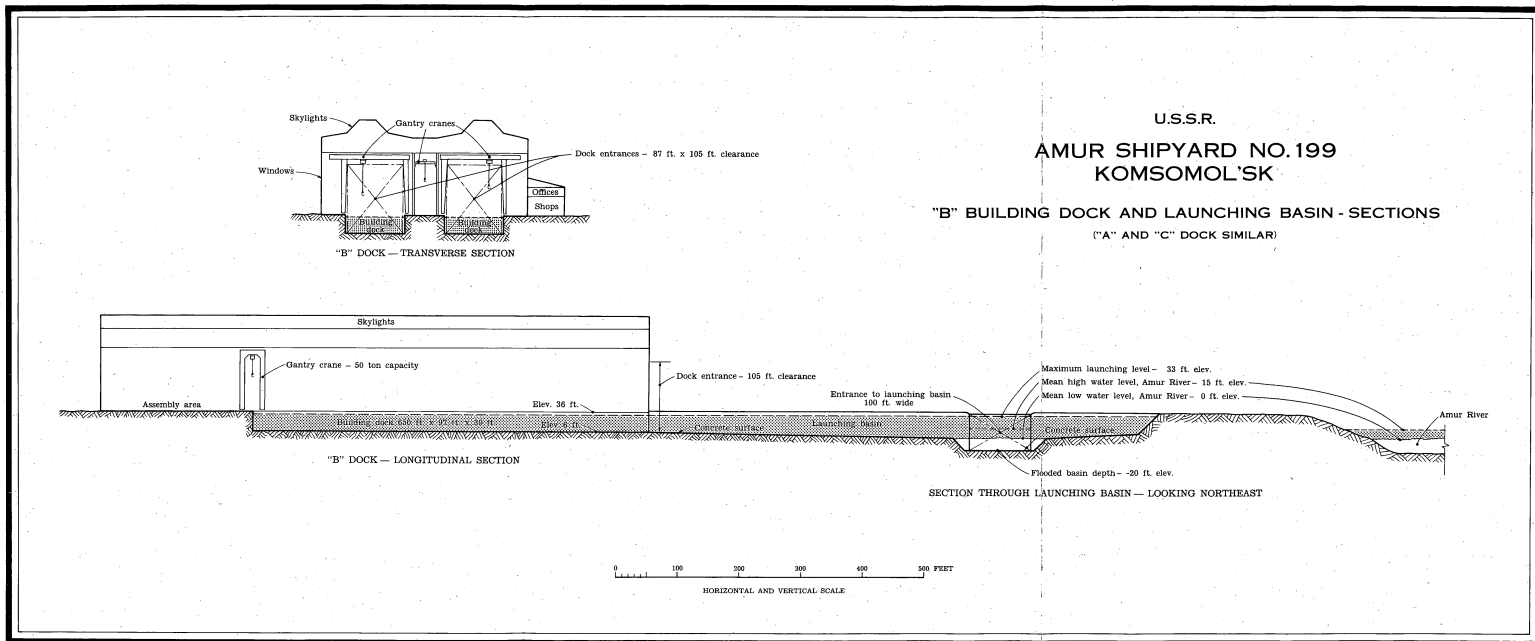 U.S.S.R.
AMUR SHIPYARD NO. 199
KOMSOMOL'SK
"B" BUILDING DOCK AND LAUNCHING BASIN - SECTIONS
("A" AND "C" DOCK SIMILAR)
Skylights
Gantry cranes
Dock entrances - 87 ft. x 105 ft. clearance
Windows
Offices
Shops
Building
dock
Building
dock
"B" DOCK — TRANSVERSE SECTION
Skylights
Gantry crane - 50 ton capacity
Dock entrance - 105 ft. clearance
Assembly area
Elev. 36 ft.
Building dock 650 ft. x 97 ft. x 30 ft.
Elev. 6 ft.
Concrete surface
Launching basin
Entrance to launching basin
100 ft. wide
Maximum launching level - 33 ft. elev.
Mean high water level, Amur River - 15 ft. elev.
Mean low water level, Amur River - 0 ft. elev.
Amur River
Concrete surface
Flooded basin depth - -20 ft. elev.
"B" DOCK — LONGITUDINAL SECTION
SECTION THROUGH LAUNCHING BASIN — LOOKING NORTHEAST
0 100 200 300 400 500 FEET
HORIZONTAL AND VERTICAL SCALE